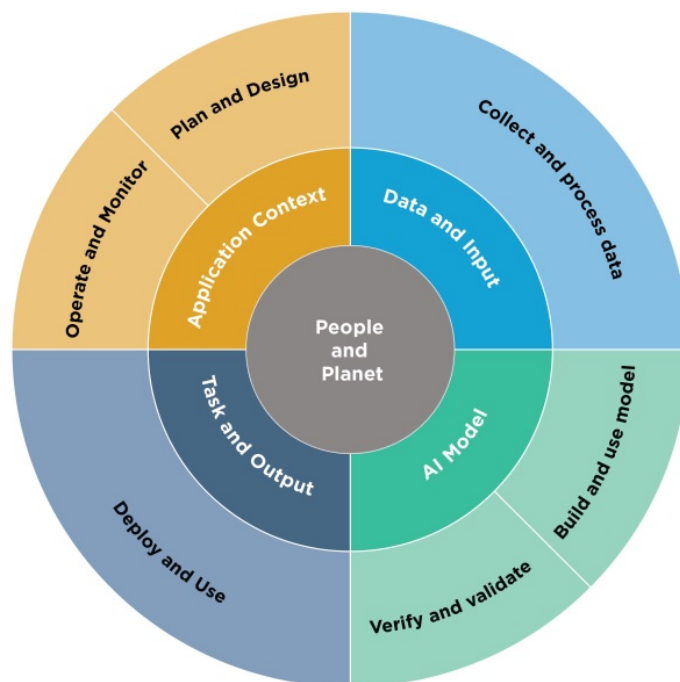 Plan and Design
Collect and process data
Operate and Monitor
Application Context
Data and Input
People
and
Planet
Task and Output
AI Model
Build and use model
Deploy and Use
Verify and validate